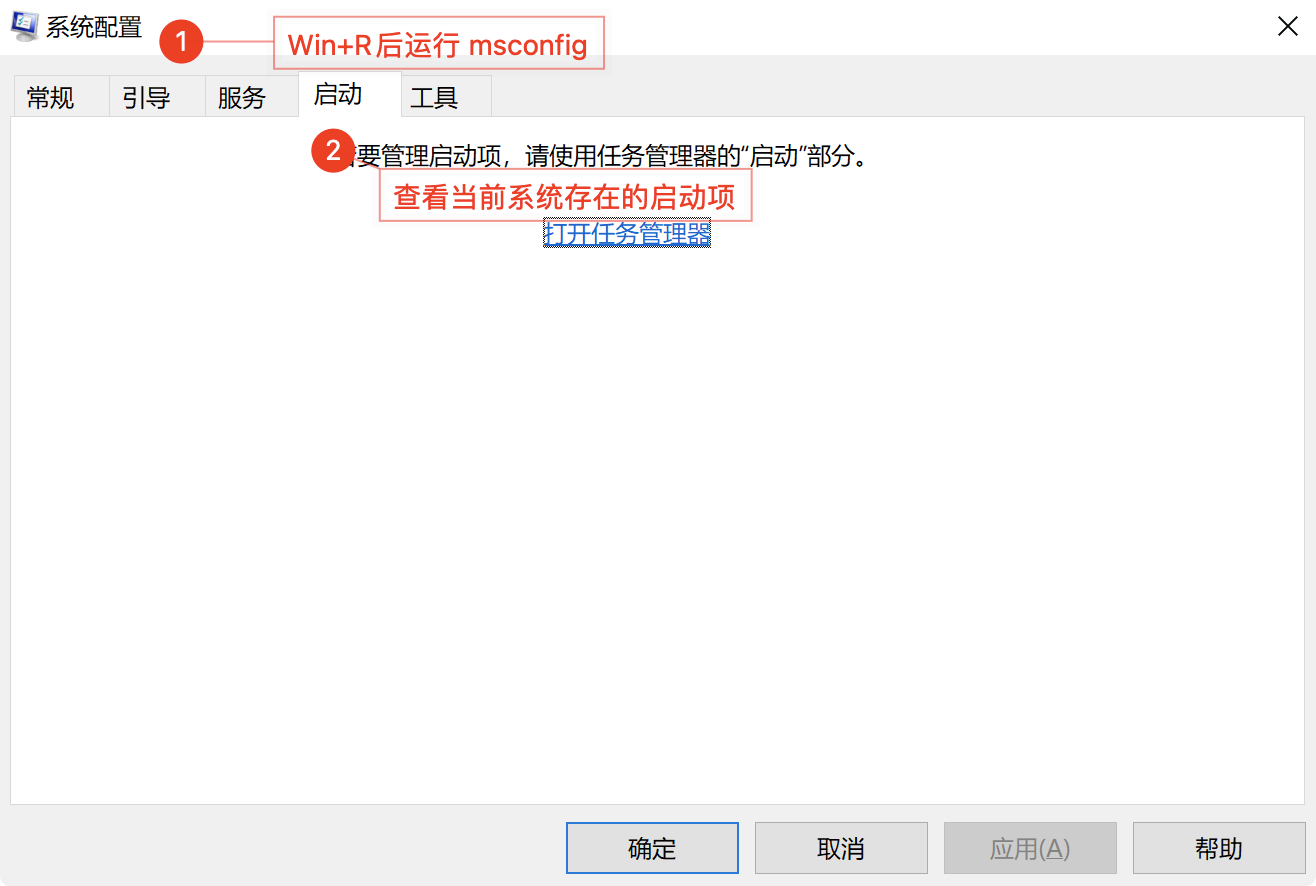 系统配置
1
Win+R后运行 msconfig
常规
引导
服务
启动
工具
2
要管理启动项，请使用任务管理器的“启动”部分。
查看当前系统存在的启动项
打开任务管理器
确定
取消
应用(A)
帮助